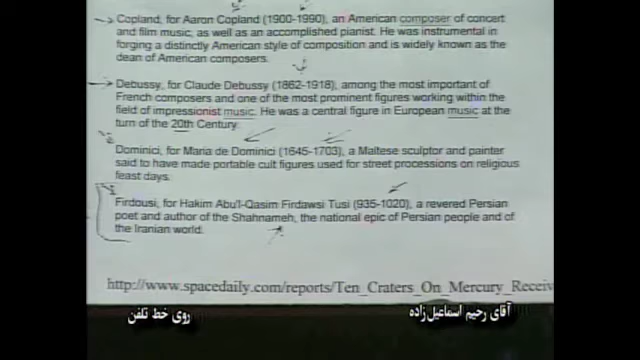 Copland, for Aaron Copland (1900-1990), an American composer of concert
and film music, as well as an accomplished pianist. He was instrumental in
forging a distinctly American style of composition and is widely known as the
dean of American composers.
Debussy, for Claude Debussy (1862-1918), among the most important of
French composers and one of the most prominent figures working within the
field of impressionist music. He was a central figure in European music at the
turn of the 20th Century.
Dominici, for Maria de Dominici (1645-1703), a Maltese sculptor and painter
said to have made portable cult figures used for street processions on religious
feast days.
Firdousi, for Hakim Abu'l-Qasim Firdawsi Tusi (935-1020), a revered Persian
poet and author of the Shahnameh, the national epic of Persian people and of
the Iranian world.
http://www.spacedaily.com/reports/Ten_Craters_On_Mercury_Receiv
آقای رحیم اسماعیل‌زاده
روی خط تلفن